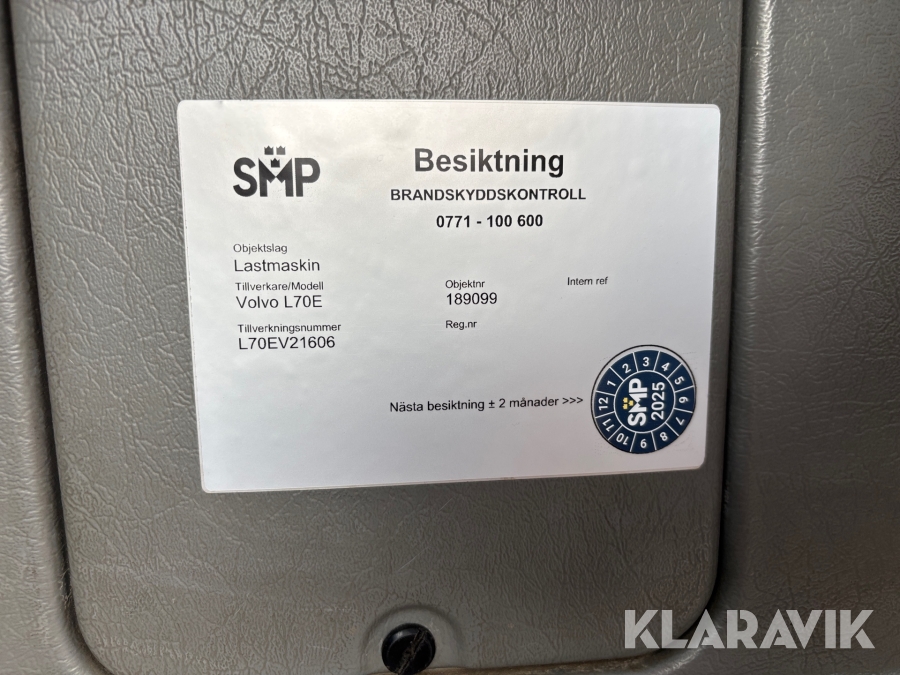 SMP
Besiktning
BRANDSKYDDSKONTROLL
0771 - 100 600
Objektslag
Lastmaskin
Tillverkare/Modell
Volvo L70E
Objektnr
189099
Intern ref
Tillverkningsnummer
L70EV21606
Reg.nr
Nästa besiktning ± 2 månader >>>
1 2 3 4 5 6 7 8 9 10 11 12
SMP
2025
KLARAVIK